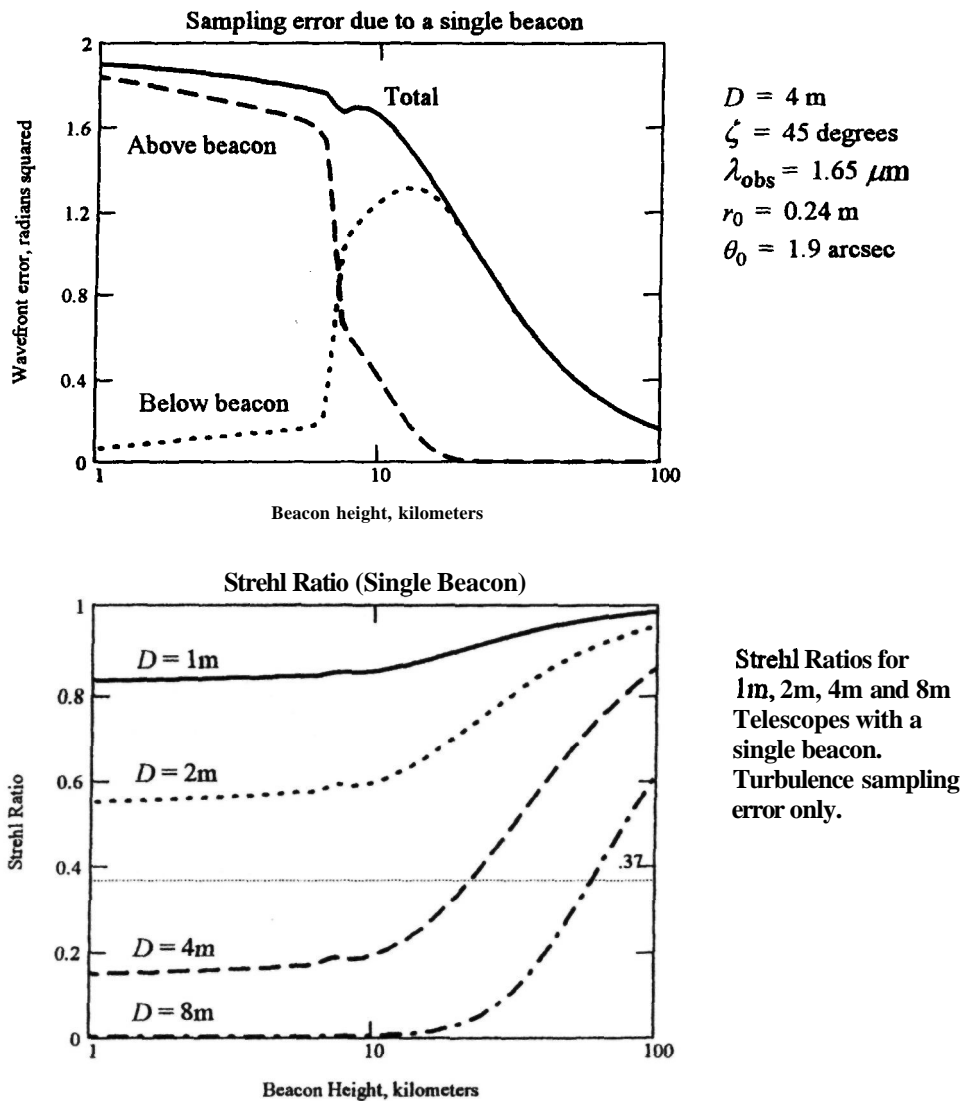 Sampling error due to a single beacon
2
1.6
1.2
0.8
0.4
0
Wavefront error, radians squared
Total
Above beacon
Below beacon
1
10
100
Beacon height, kilometers
D = 4 m
ζ = 45 degrees
λobs = 1.65 μm
r0 = 0.24 m
θ0 = 1.9 arcsec
Strehl Ratio (Single Beacon)
1
0.8
0.6
0.4
0.2
0
Strehl Ratio
D = 1m
D = 2m
.37
D = 4m
D = 8m
1
10
100
Beacon Height, kilometers
Strehl Ratios for
1m, 2m, 4m and 8m
Telescopes with a
single beacon.
Turbulence sampling
error only.